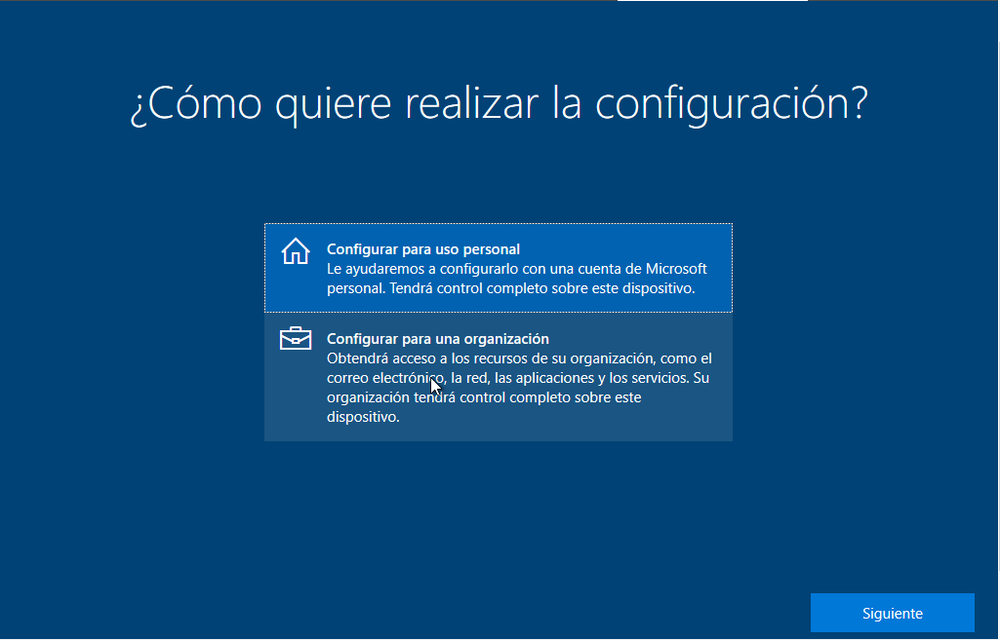 ¿Cómo quiere realizar la configuración?
Configurar para uso personal
Le ayudaremos a configurarlo con una cuenta de Microsoft
personal. Tendrá control completo sobre este dispositivo.
Configurar para una organización
Obtendrá acceso a los recursos de su organización, como el
correo electrónico, la red, las aplicaciones y los servicios. Su
organización tendrá control completo sobre este
dispositivo.
Siguiente